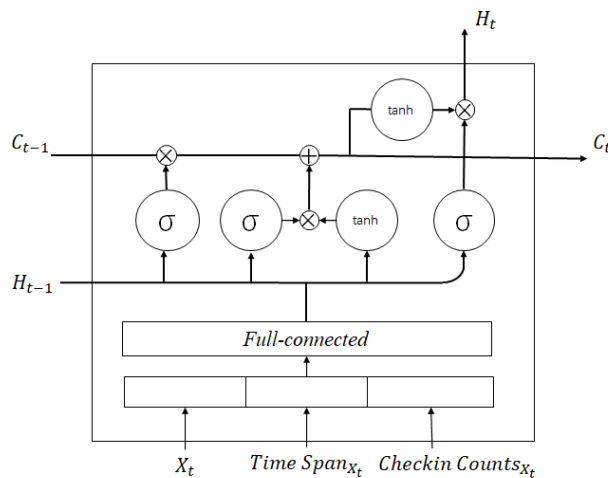 H_t
tanh
C_{t-1}
C_t
σ
σ
tanh
σ
H_{t-1}
Full-connected
X_t
Time Span_{X_t}
Checkin Counts_{X_t}